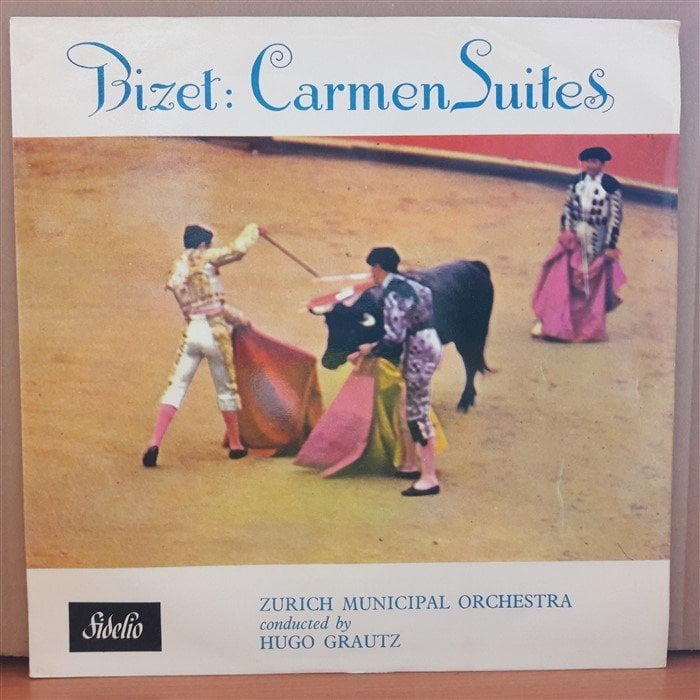 Bizet: Carmen Suites
ZURICH MUNICIPAL ORCHESTRA
conducted by
HUGO GRAUTZ
Fidelio